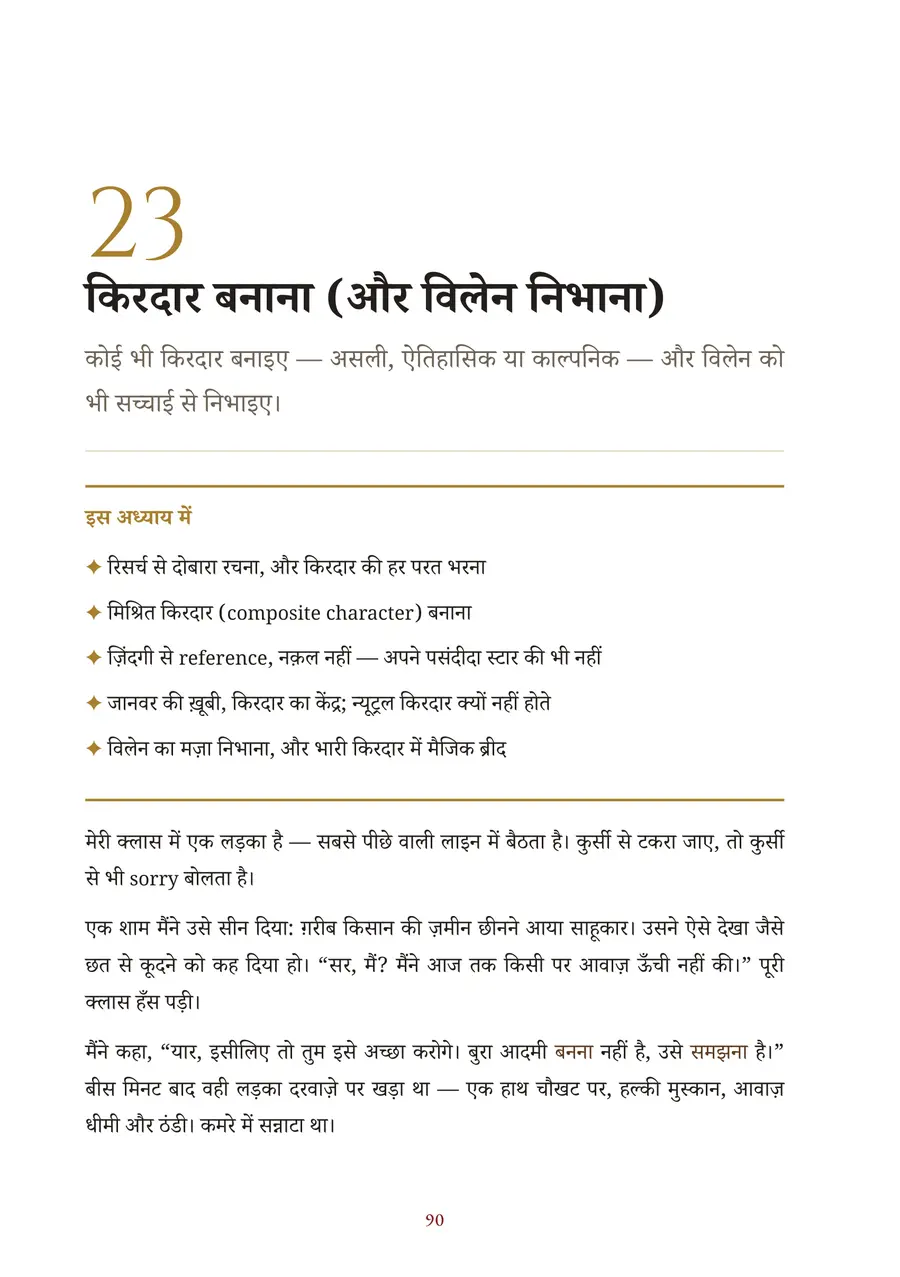 23
किरदार बनाना (और विलेन निभाना)
कोई भी किरदार बनाइए — असली, ऐतिहासिक या काल्पनिक — और विलेन को
भी सच्चाई से निभाइए।
इस अध्याय में
✦ रिसर्च से दोबारा रचना, और किरदार की हर परत भरना
✦ मिश्रित किरदार (composite character) बनाना
✦ ज़िंदगी से reference, नक़ल नहीं — अपने पसंदीदा स्टार की भी नहीं
✦ जानवर की ख़ूबी, किरदार का केंद्र; न्यूट्रल किरदार क्यों नहीं होते
✦ विलेन का मज़ा निभाना, और भारी किरदार में मैजिक ब्रीद
मेरी क्लास में एक लड़का है — सबसे पीछे वाली लाइन में बैठता है। कुर्सी से टकरा जाए, तो कुर्सी
से भी sorry बोलता है।
एक शाम मैंने उसे सीन दिया: ग़रीब किसान की ज़मीन छीनने आया साहूकार। उसने ऐसे देखा जैसे
छत से कूदने को कह दिया हो। “सर, मैं? मैंने आज तक किसी पर आवाज़ ऊँची नहीं की।” पूरी
क्लास हँस पड़ी।
मैंने कहा, “यार, इसीलिए तो तुम इसे अच्छा करोगे। बुरा आदमी बनना नहीं है, उसे समझना है।”
बीस मिनट बाद वही लड़का दरवाज़े पर खड़ा था — एक हाथ चौखट पर, हल्की मुस्कान, आवाज़
धीमी और ठंडी। कमरे में सन्नाटा था।
90